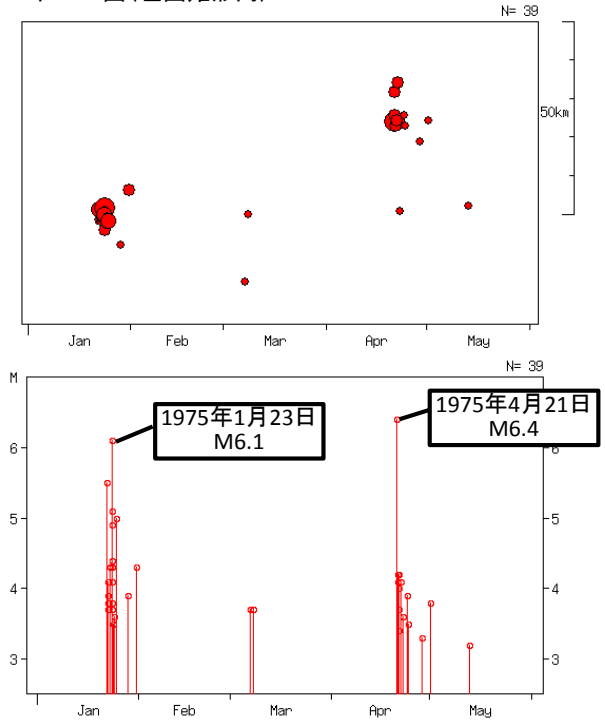 N= 39
50km
Jan Feb Mar Apr May
N= 39
M
1975年1月23日
M6.1
1975年4月21日
M6.4
6 6
5 5
4 4
3 3
Jan Feb Mar Apr May